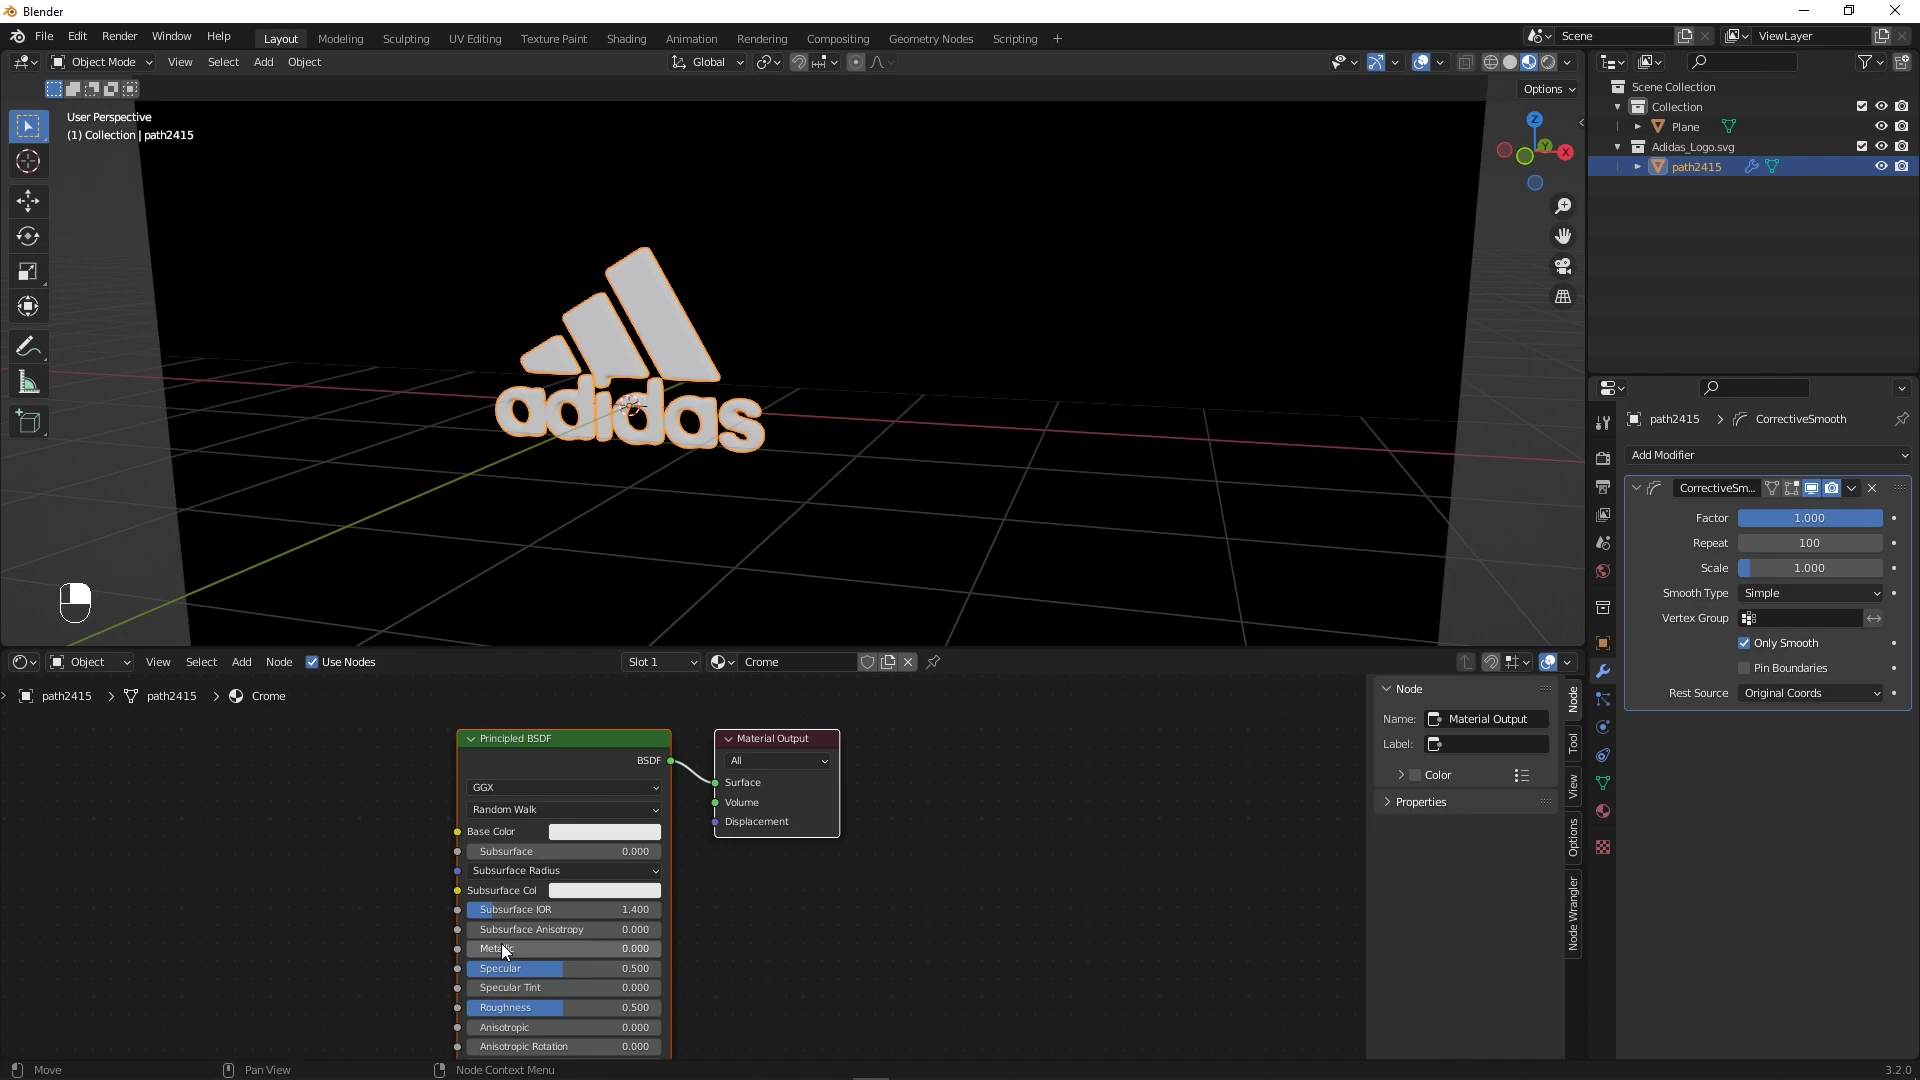 Blender
File Edit Render Window Help Layout Modeling Sculpting UV Editing Texture Paint Shading Animation Rendering Compositing Geometry Nodes Scripting + Scene ViewLayer
Object Mode View Select Add Object Global
Options
User Perspective
(1) Collection | path2415
Z
Y
X
adidas
Scene Collection
Collection
Plane
Adidas_Logo.svg
path2415
path2415 > CorrectiveSmooth
Add Modifier
CorrectiveSm...
Factor 1.000
Repeat 100
Scale 1.000
Smooth Type Simple
Vertex Group
Only Smooth
Pin Boundaries
Rest Source Original Coords
Object View Select Add Node Use Nodes Slot 1 Crome
path2415 > path2415 > Crome
Principled BSDF
BSDF
GGX
Random Walk
Base Color
Subsurface 0.000
Subsurface Radius
Subsurface Col
Subsurface IOR 1.400
Subsurface Anisotropy 0.000
Metallic 0.000
Specular 0.500
Specular Tint 0.000
Roughness 0.500
Anisotropic 0.000
Anisotropic Rotation 0.000
Material Output
All
Surface
Volume
Displacement
Node
Name: Material Output
Label:
Color
Properties
Node
Tool
View
Options
Node Wrangler
Move Pan View Node Context Menu 3.2.0